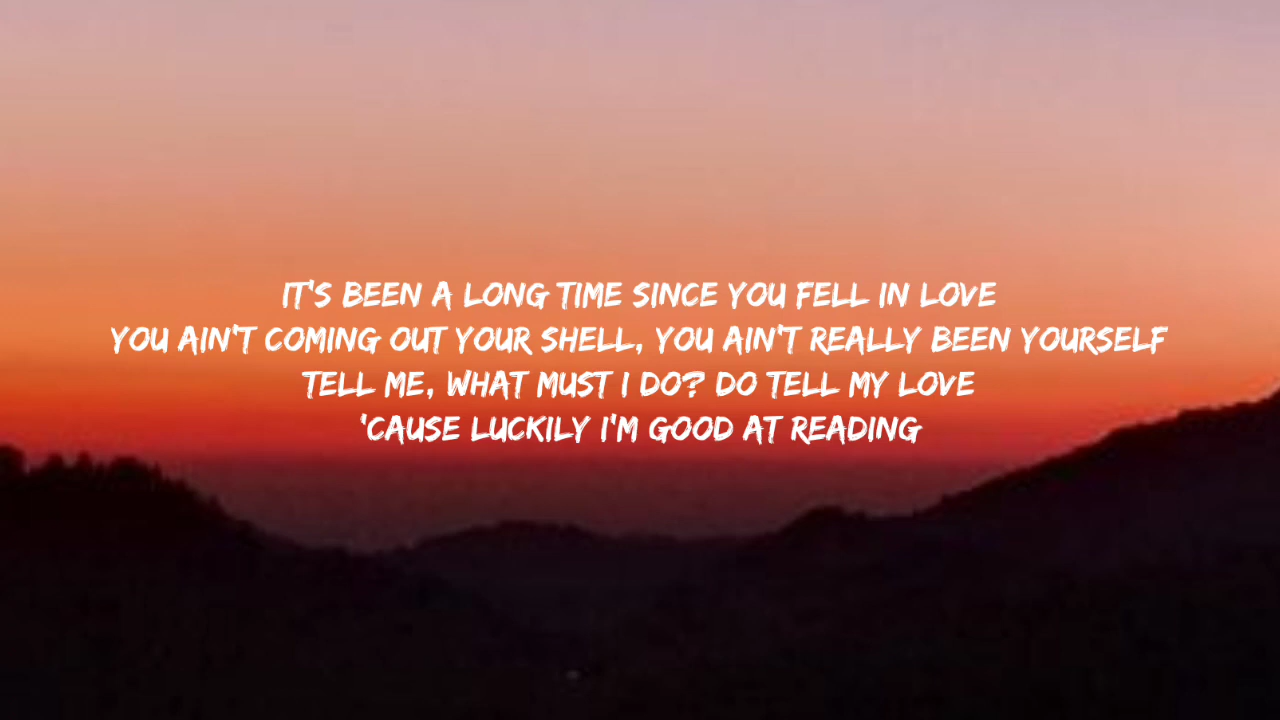 IT'S BEEN A LONG TIME SINCE YOU FELL IN LOVE
YOU AIN'T COMING OUT YOUR SHELL, YOU AIN'T REALLY BEEN YOURSELF
TELL ME, WHAT MUST I DO? DO TELL MY LOVE
'CAUSE LUCKILY I'M GOOD AT READING